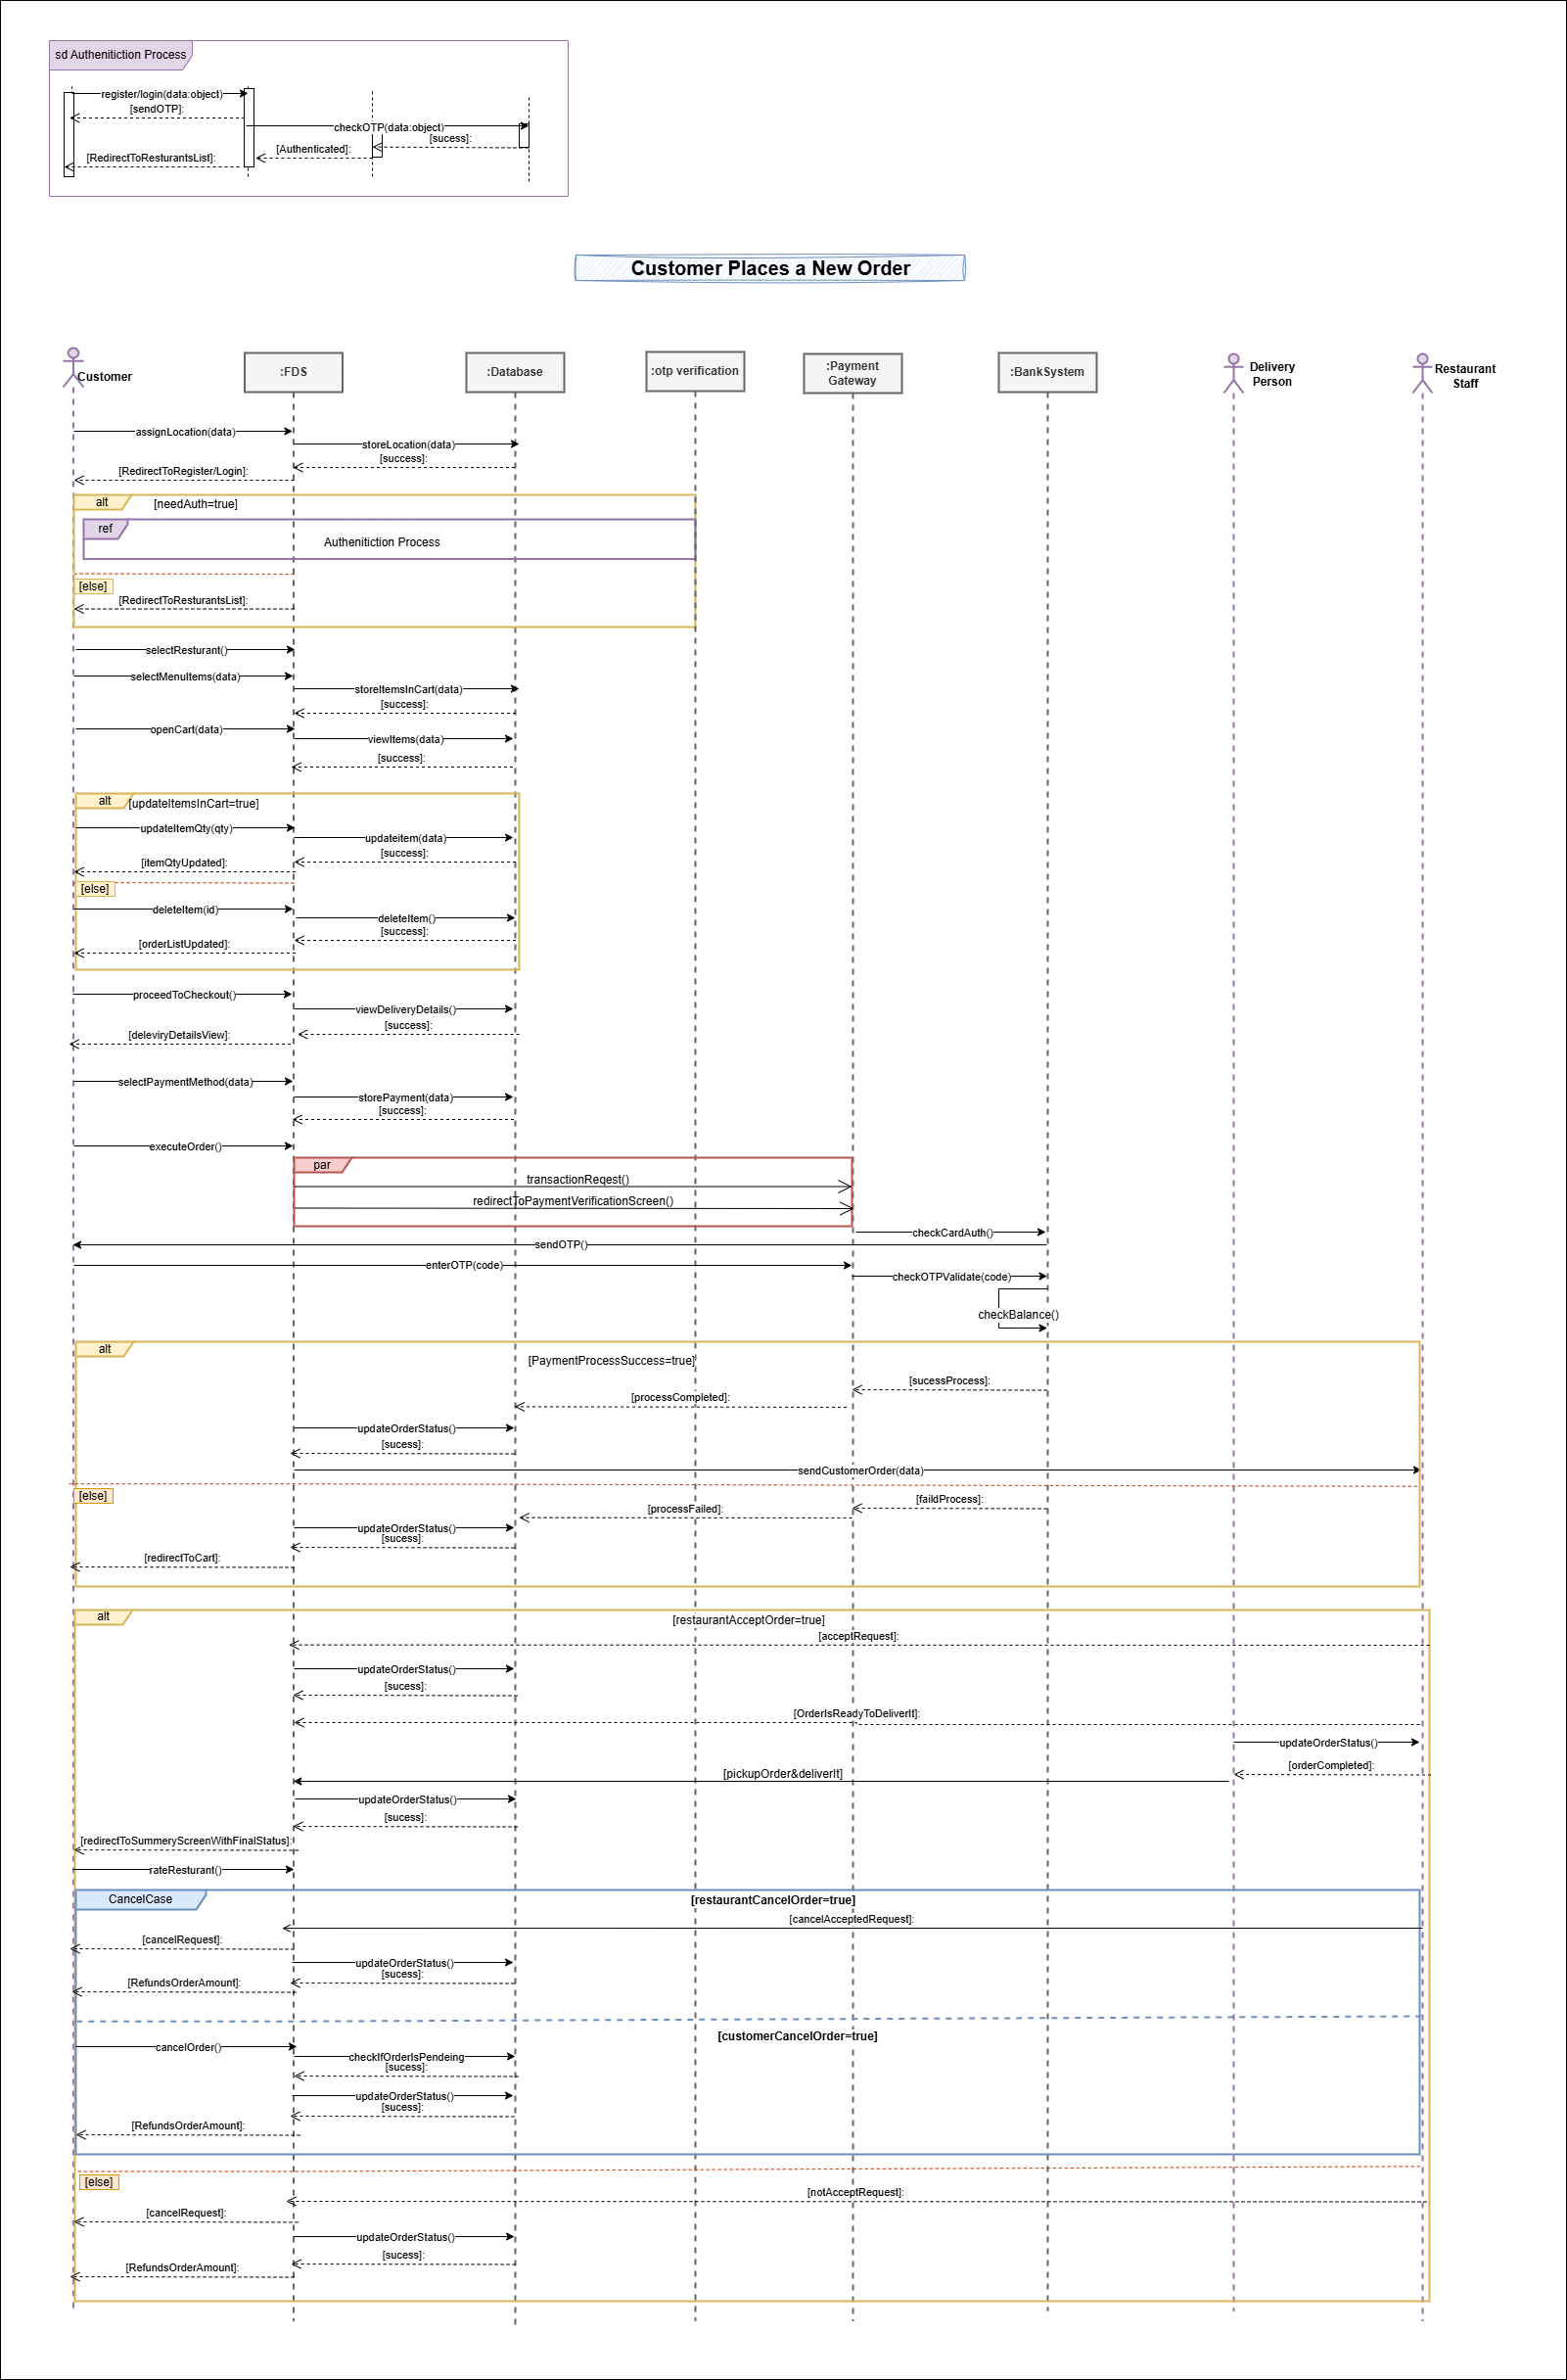 sd Authenitiction Process
register/login(data:object)
[sendOTP]:
checkOTP(data:object)
[sucess]:
[Authenticated]:
[RedirectToResturantsList]:
Customer Places a New Order
Customer
:FDS
:Database
:otp verification
:Payment
Gateway
:BankSystem
Delivery
Person
Restaurant
Staff
assignLocation(data)
storeLocation(data)
[success]:
[RedirectToRegister/Login]:
alt
[needAuth=true]
ref
Authenitiction Process
[else]
[RedirectToResturantsList]:
selectResturant()
selectMenuItems(data)
storeItemsInCart(data)
[success]:
openCart(data)
viewItems(data)
[success]:
alt
[updateItemsInCart=true]
updateItemQty(qty)
updateitem(data)
[success]:
[itemQtyUpdated]:
[else]
deleteItem(id)
deleteItem()
[success]:
[orderListUpdated]:
proceedToCheckout()
viewDeliveryDetails()
[success]:
[deleviryDetailsView]:
selectPaymentMethod(data)
storePayment(data)
[success]:
executeOrder()
par
transactionReqest()
redirectToPaymentVerificationScreen()
checkCardAuth()
sendOTP()
enterOTP(code)
checkOTPValidate(code)
checkBalance()
alt
[PaymentProcessSuccess=true]
[sucessProcess]:
[processCompleted]:
updateOrderStatus()
[sucess]:
sendCustomerOrder(data)
[else]
[faildProcess]:
[processFailed]:
updateOrderStatus()
[sucess]:
[redirectToCart]:
alt
[restaurantAcceptOrder=true]
[acceptRequest]:
updateOrderStatus()
[sucess]:
[OrderIsReadyToDeliverIt]:
updateOrderStatus()
[orderCompleted]:
[pickupOrder&deliverIt]
updateOrderStatus()
[sucess]:
[redirectToSummeryScreenWithFinalStatus]:
rateResturant()
CancelCase
[restaurantCancelOrder=true]
[cancelAcceptedRequest]:
[cancelRequest]:
updateOrderStatus()
[sucess]:
[RefundsOrderAmount]:
[customerCancelOrder=true]
cancelOrder()
checkIfOrderIsPendeing
[sucess]:
updateOrderStatus()
[sucess]:
[RefundsOrderAmount]:
[else]
[notAcceptRequest]:
[cancelRequest]:
updateOrderStatus()
[sucess]:
[RefundsOrderAmount]: